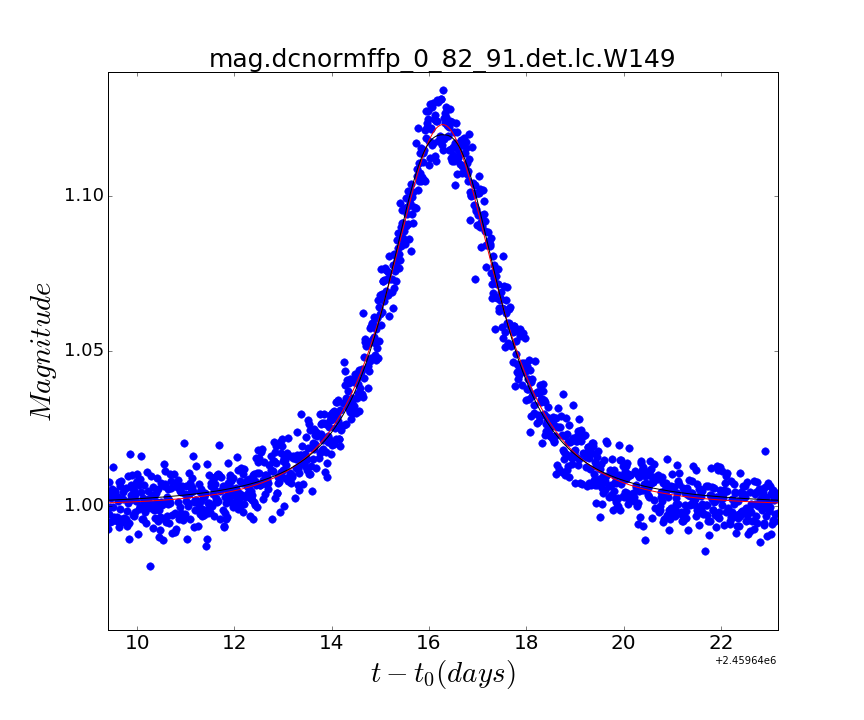 mag.dcnormffp_0_82_91.det.lc.W149
1.10
1.05
1.00
Magnitude
10 12 14 16 18 20 22
+2.45964e6
t − t₀(days)